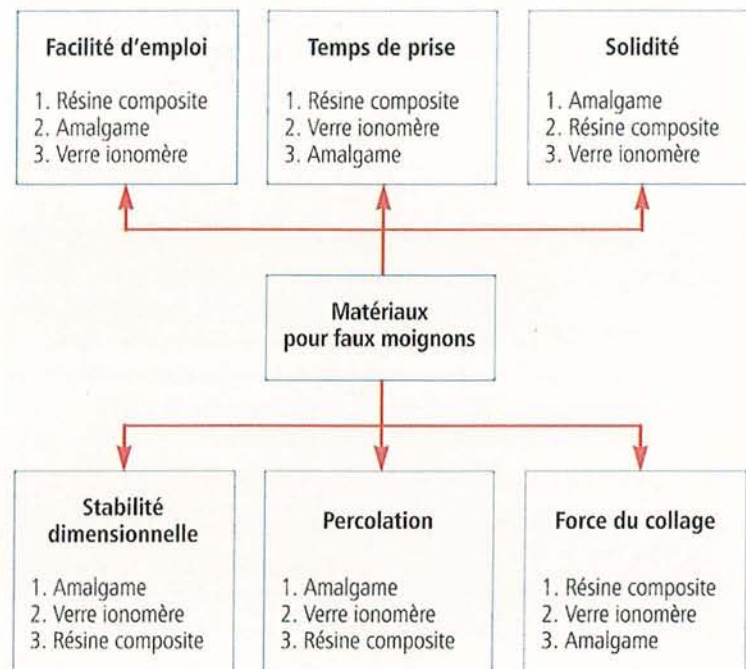 Facilité d'emploi
1. Résine composite
2. Amalgame
3. Verre ionomère
Temps de prise
1. Résine composite
2. Verre ionomère
3. Amalgame
Solidité
1. Amalgame
2. Résine composite
3. Verre ionomère
Matériaux
pour faux moignons
Stabilité
dimensionnelle
1. Amalgame
2. Verre ionomère
3. Résine composite
Percolation
1. Amalgame
2. Verre ionomère
3. Résine composite
Force du collage
1. Résine composite
2. Verre ionomère
3. Amalgame